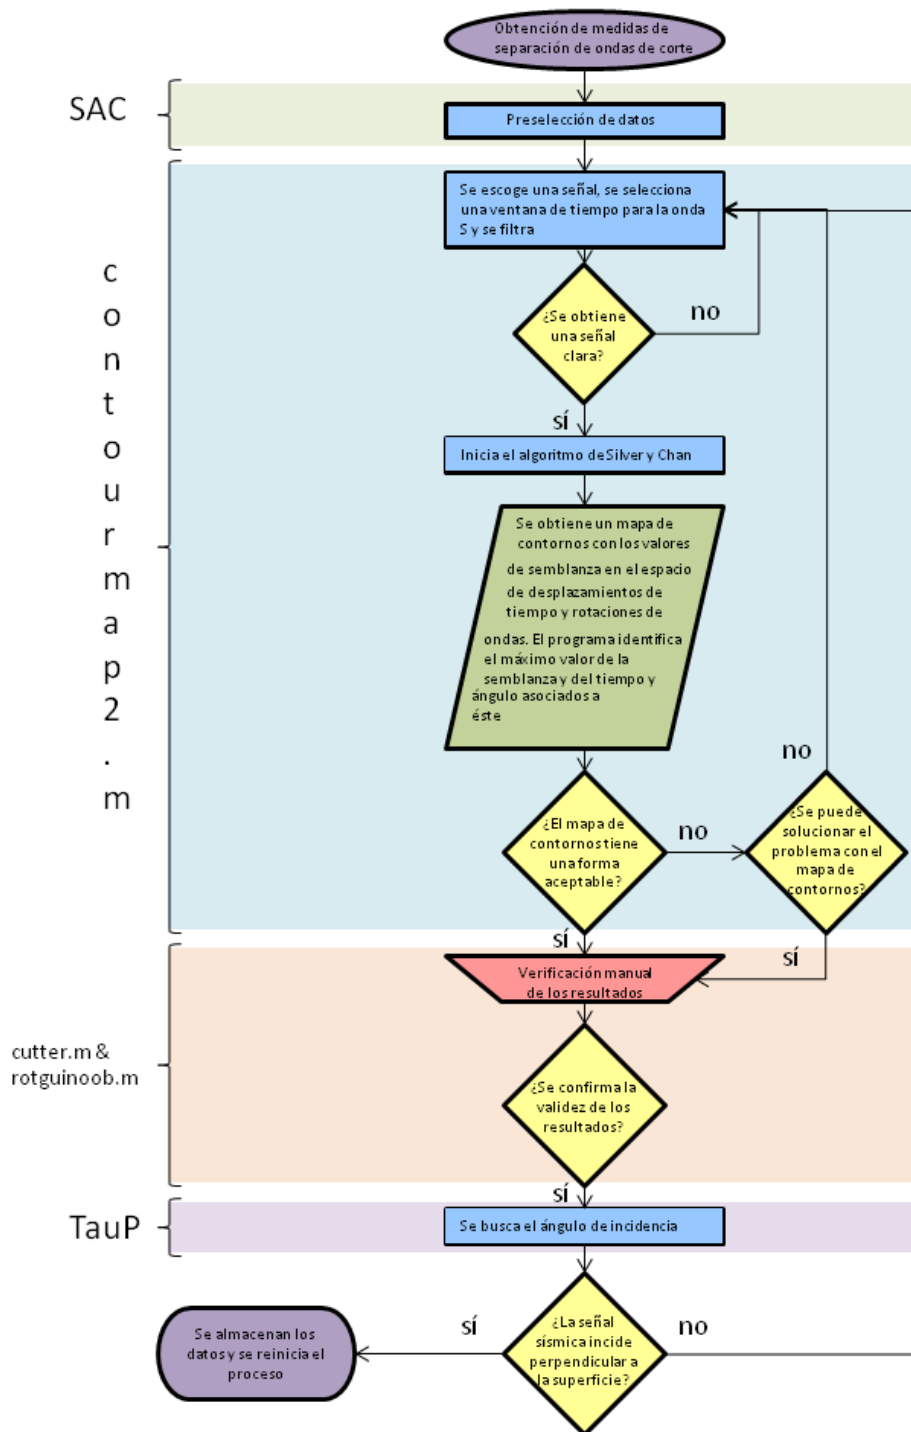 Obtención de medidas de
separación de ondas de corte
SAC
Preselección de datos
Se escoge una señal, se selecciona
una ventana de tiempo para la onda
S y se filtra
¿Se obtiene
una señal
clara?
no
sí
Inicia el algoritmo de Silver y Chan
Se obtiene un mapa de
contornos con los valores
de semblanza en el espacio
de desplazamientos de
tiempo y rotaciones de
ondas. El programa identifica
el máximo valor de la
semblanza y del tiempo y
ángulo asociados a
éste
c
o
n
t
o
u
r
m
a
p
2
.
m
¿El mapa de
contornos tiene
una forma
aceptable?
no
sí
¿Se puede
solucionar el
problema con el
mapa de
contornos?
no
sí
Verificación manual
de los resultados
cutter.m &
rotguinoob.m
¿Se confirma la
validez de los
resultados?
sí
TauP
Se busca el ángulo de incidencia
¿La señal
sísmica incide
perpendicular a
la superficie?
sí
no
Se almacenan los
datos y se reinicia el
proceso